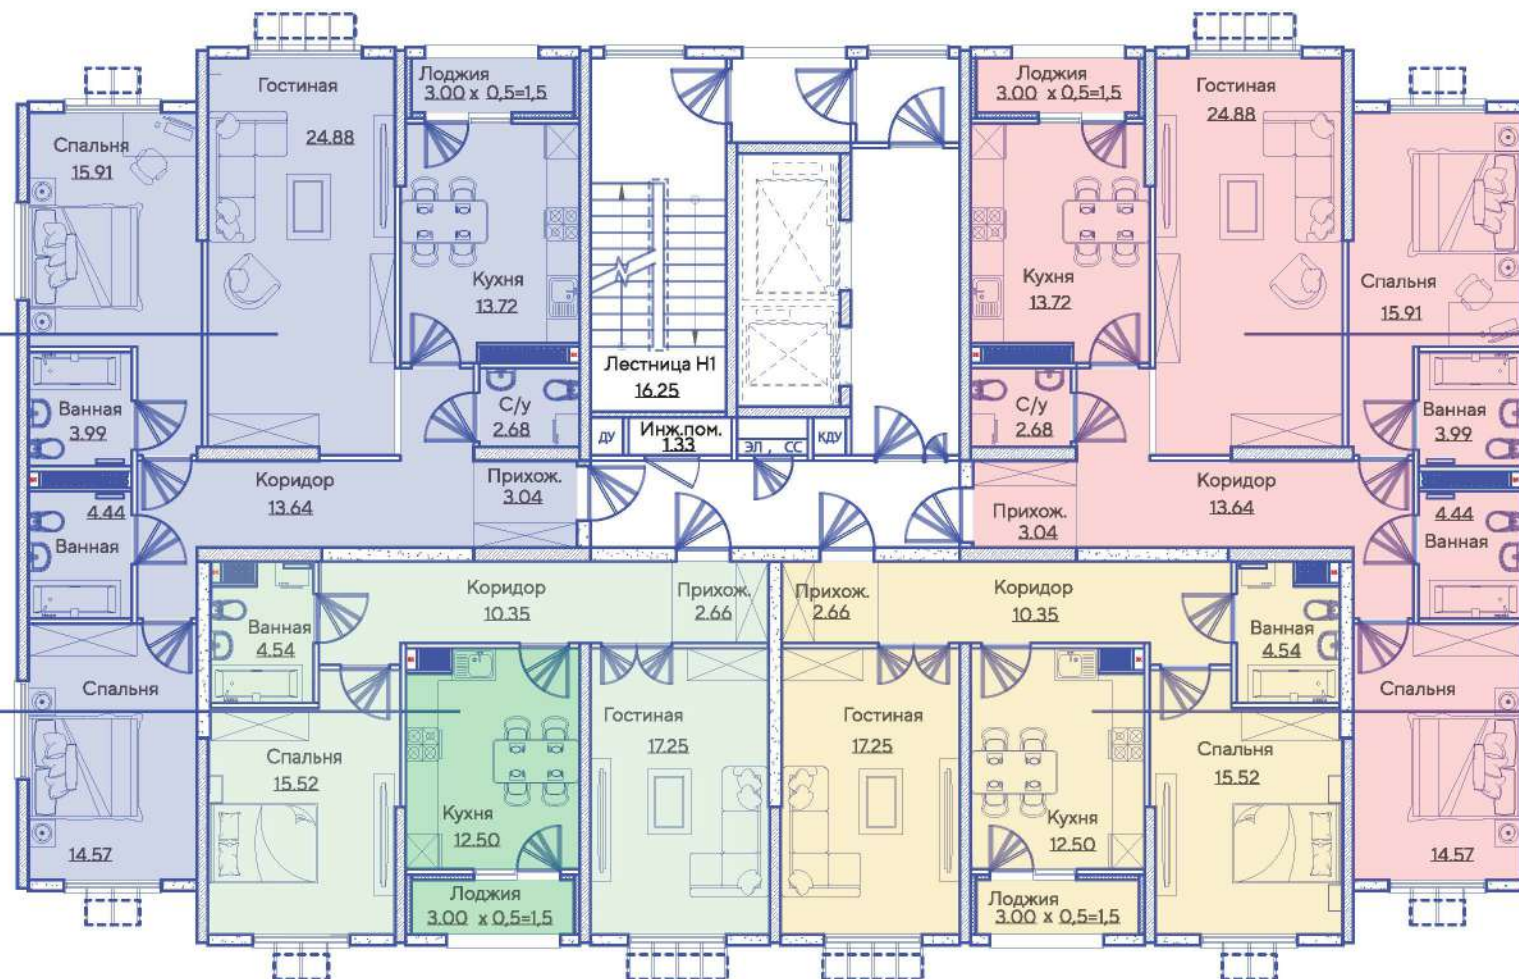 Гостиная
24.88
Лоджия
3.00 x 0,5=1,5
Спальня
15.91
Кухня
13.72
Ванная
3.99
С/у
2.68
Коридор
13.64
Прихож.
3.04
4.44
Ванная
Спальня
14.57
Лестница Н1
16.25
ДУ
Инж.пом.
1.33
ЭЛ , СС
КДУ
Лоджия
3.00 x 0,5=1,5
Гостиная
24.88
Кухня
13.72
Спальня
15.91
С/у
2.68
Ванная
3.99
Прихож.
3.04
Коридор
13.64
4.44
Ванная
Спальня
14.57
Коридор
10.35
Прихож.
2.66
Ванная
4.54
Спальня
15.52
Кухня
12.50
Лоджия
3.00 x 0,5=1,5
Гостиная
17.25
Прихож.
2.66
Коридор
10.35
Ванная
4.54
Гостиная
17.25
Кухня
12.50
Спальня
15.52
Лоджия
3.00 x 0,5=1,5